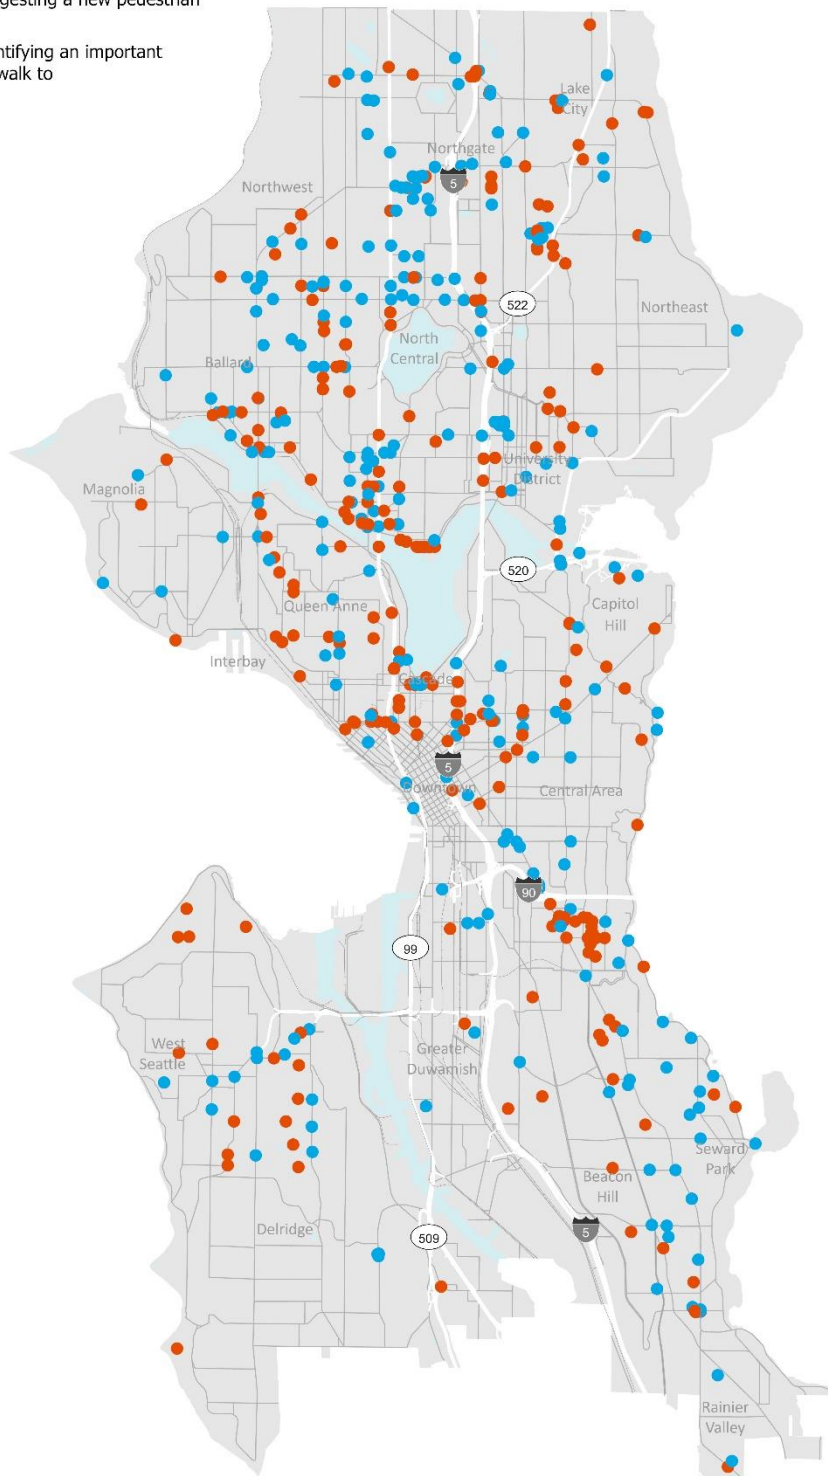 gesting a new pedestrian
ntifying an important
walk to
Lake
City
Northgate
5
Northwest
522
Northeast
North
Central
Ballard
University
District
Magnolia
520
Capitol
Hill
Queen Anne
Interbay
Cascade
5
Downtown
Central Area
90
99
West
Seattle
Greater
Duwamish
Seward
Park
Beacon
Hill
Delridge
509
5
Rainier
Valley